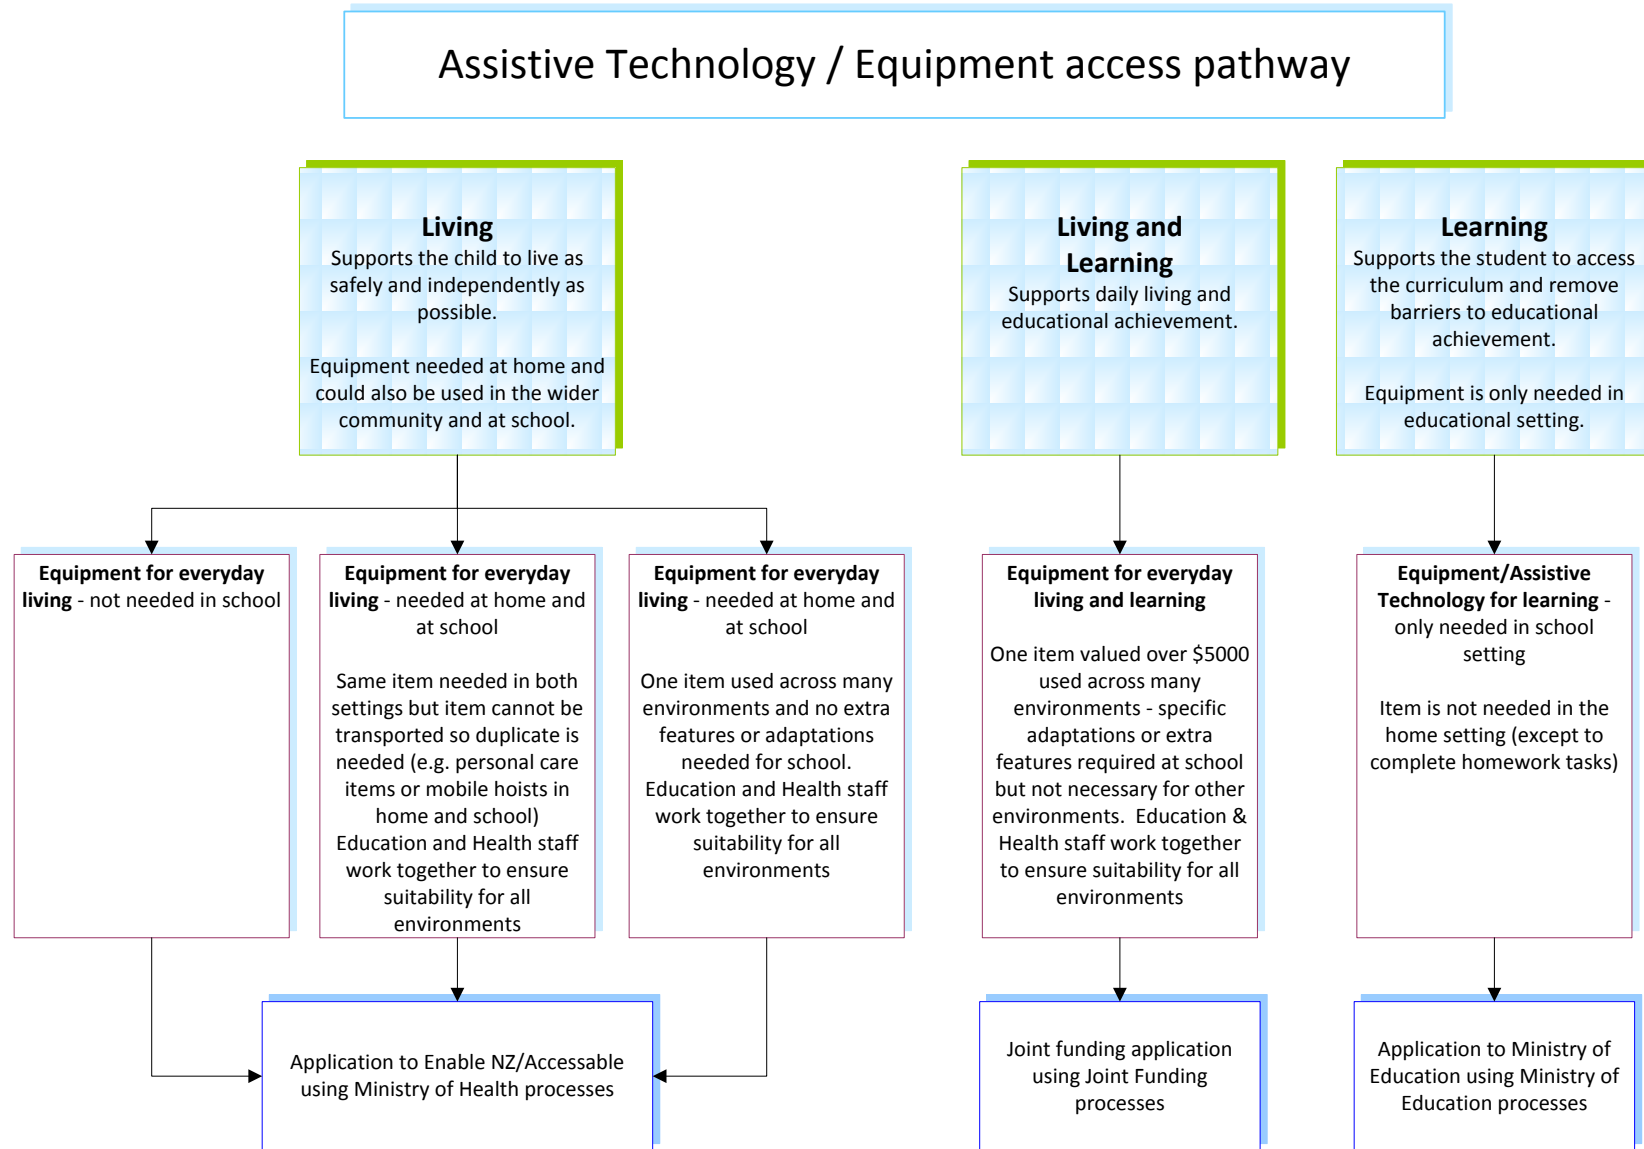 Assistive Technology / Equipment access pathway
Living
Supports the child to live as
safely and independently as
possible.
Equipment needed at home and
could also be used in the wider
community and at school.
Living and
Learning
Supports daily living and
educational achievement.
Learning
Supports the student to access
the curriculum and remove
barriers to educational
achievement.
Equipment is only needed in
educational setting.
Equipment for everyday
living - not needed in school
Equipment for everyday
living - needed at home and
at school
Same item needed in both
settings but item cannot be
transported so duplicate is
needed (e.g. personal care
items or mobile hoists in
home and school)
Education and Health staff
work together to ensure
suitability for all
environments
Equipment for everyday
living - needed at home and
at school
One item used across many
environments and no extra
features or adaptations
needed for school.
Education and Health staff
work together to ensure
suitability for all
environments
Equipment for everyday
living and learning
One item valued over $5000
used across many
environments - specific
adaptations or extra
features required at school
but not necessary for other
environments.  Education &
Health staff work together
to ensure suitability for all
environments
Equipment/Assistive
Technology for learning -
only needed in school
setting
Item is not needed in the
home setting (except to
complete homework tasks)
Application to Enable NZ/Accessable
using Ministry of Health processes
Joint funding application
using Joint Funding
processes
Application to Ministry of
Education using Ministry of
Education processes